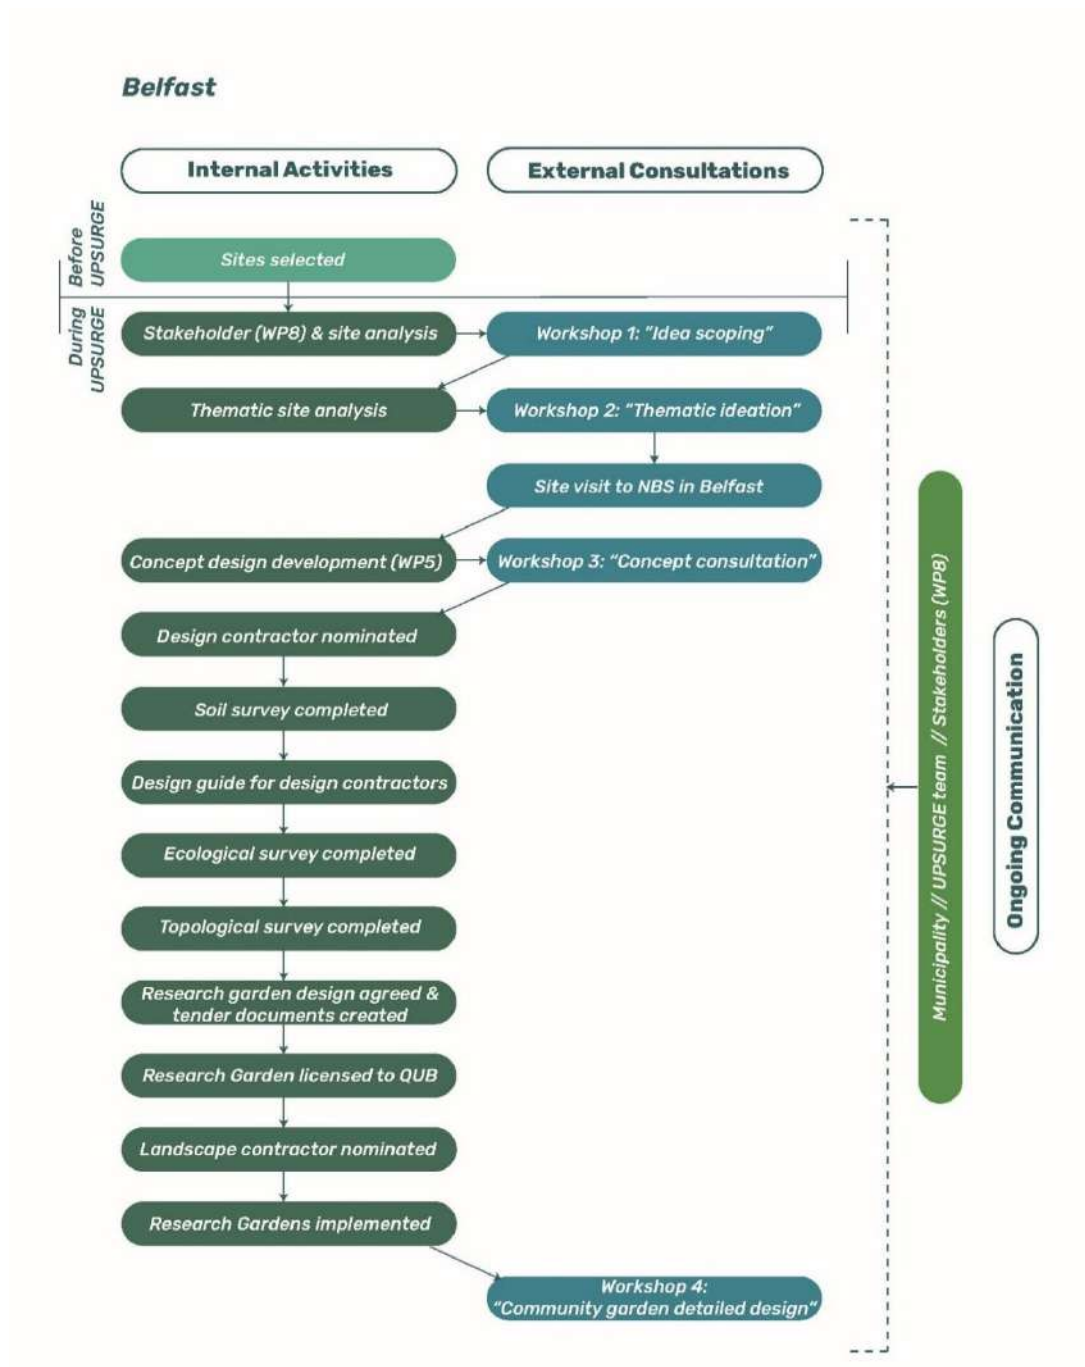 Belfast
Internal Activities
External Consultations
Before
UPSURGE
Sites selected
During
UPSURGE
Stakeholder (WP8) & site analysis
Workshop 1: “Idea scoping”
Thematic site analysis
Workshop 2: “Thematic ideation”
Site visit to NBS in Belfast
Concept design development (WP5)
Workshop 3: “Concept consultation”
Design contractor nominated
Soil survey completed
Design guide for design contractors
Ecological survey completed
Topological survey completed
Research garden design agreed &
tender documents created
Research Garden licensed to QUB
Landscape contractor nominated
Research Gardens implemented
Workshop 4:
“Community garden detailed design“
Municipality // UPSURGE team // Stakeholders (WP8)
Ongoing Communication